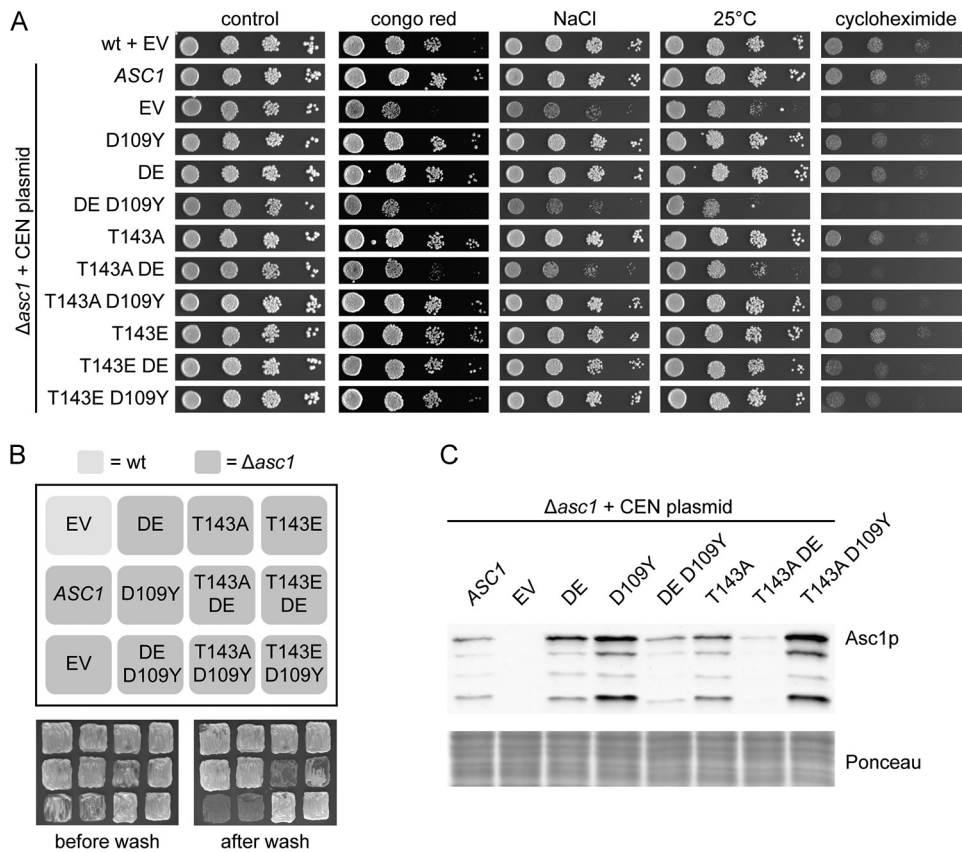 A
control congo red NaCl 25°C cycloheximide
wt + EV
Δasc1 + CEN plasmid
ASC1
EV
D109Y
DE
DE D109Y
T143A
T143A DE
T143A D109Y
T143E
T143E DE
T143E D109Y
B
= wt = Δasc1
EV DE T143A T143E
ASC1 D109Y T143A DE T143E DE
EV DE D109Y T143A D109Y T143E D109Y
before wash after wash
C
Δasc1 + CEN plasmid
ASC1 EV DE D109Y DE D109Y T143A T143A DE T143A D109Y
Asc1p
Ponceau